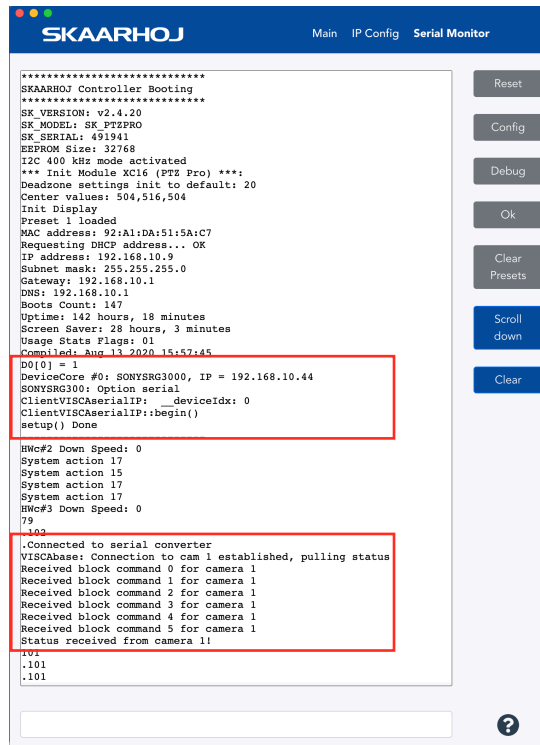 SKAARHOJ
Main IP Config Serial Monitor
****************************
SKAARHOJ Controller Booting
****************************
SK_VERSION: v2.4.20
SK_MODEL: SK_PTZPRO
SK_SERIAL: 491941
EEPROM Size: 32768
I2C 400 kHz mode activated
*** Init Module XC16 (PTZ Pro) ***:
Deadzone settings init to default: 20
Center values: 504,516,504
Init Display
Preset 1 loaded
MAC address: 92:A1:DA:51:5A:C7
Requesting DHCP address... OK
IP address: 192.168.10.9
Subnet mask: 255.255.255.0
Gateway: 192.168.10.1
DNS: 192.168.10.1
Boots Count: 147
Uptime: 142 hours, 18 minutes
Screen Saver: 28 hours, 3 minutes
Usage Stats Flags: 01
Compiled: Aug 13 2020 15:57:45
D0[0] = 1
DeviceCore #0: SONYSRG3000, IP = 192.168.10.44
SONYSRG300: Option serial
ClientVISCAserialIP: __deviceIdx: 0
ClientVISCAserialIP::begin()
setup() Done
----------------------------
HWc#2 Down Speed: 0
System action 17
System action 15
System action 17
System action 17
HWc#3 Down Speed: 0
79
.102
.Connected to serial converter
VISCAbase: Connection to cam 1 established, pulling status
Received block command 0 for camera 1
Received block command 1 for camera 1
Received block command 2 for camera 1
Received block command 3 for camera 1
Received block command 4 for camera 1
Received block command 5 for camera 1
Status received from camera 1!
101
.101
.101
Reset
Config
Debug
Ok
Clear
Presets
Scroll
down
Clear
?